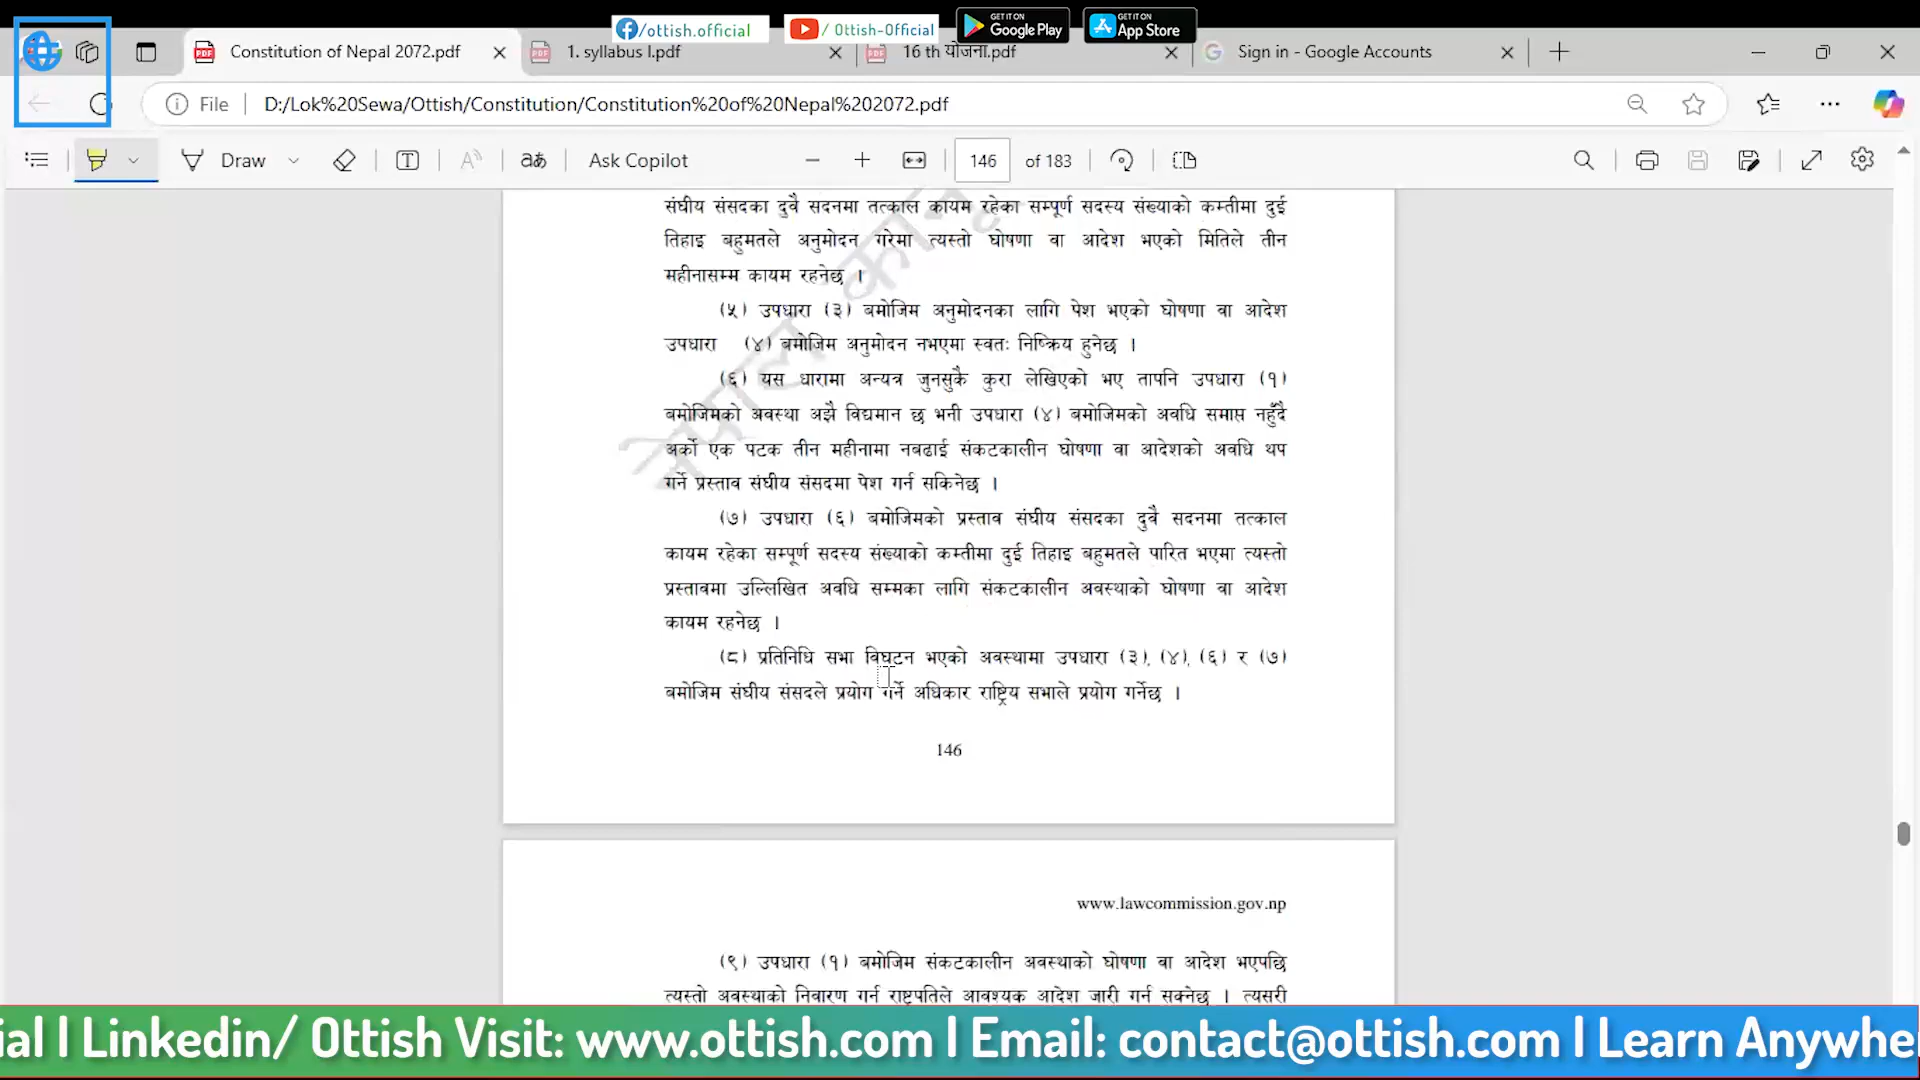 /ottish.official
/ Ottish-Official
GET IT ON
Google Play
GET IT ON
App Store
Constitution of Nepal 2072.pdf
1. syllabus I.pdf
16 th योजना.pdf
Sign in - Google Accounts
File
D:/Lok%20Sewa/Ottish/Constitution/Constitution%20of%20Nepal%202072.pdf
Draw
aあ
Ask Copilot
146
of 183
संघीय संसदका दुवै सदनमा तत्काल कायम रहेका सम्पूर्ण सदस्य संख्याको कम्तीमा दुई
तिहाइ बहुमतले अनुमोदन गरेमा त्यस्तो घोषणा वा आदेश भएको मितिले तीन
महीनासम्म कायम रहनेछ ।
(५) उपधारा (३) बमोजिम अनुमोदनका लागि पेश भएको घोषणा वा आदेश
उपधारा (४) बमोजिम अनुमोदन नभएमा स्वतः निष्क्रिय हुनेछ ।
(६) यस धारामा अन्यत्र जुनसुकै कुरा लेखिएको भए तापनि उपधारा (१)
बमोजिमको अवस्था अझै विद्यमान छ भनी उपधारा (४) बमोजिमको अवधि समाप्त नहुँदै
अर्को एक पटक तीन महीनामा नबढाई संकटकालीन घोषणा वा आदेशको अवधि थप
गर्ने प्रस्ताव संघीय संसदमा पेश गर्न सकिनेछ ।
(७) उपधारा (६) बमोजिमको प्रस्ताव संघीय संसदका दुवै सदनमा तत्काल
कायम रहेका सम्पूर्ण सदस्य संख्याको कम्तीमा दुई तिहाइ बहुमतले पारित भएमा त्यस्तो
प्रस्तावमा उल्लिखित अवधि सम्मका लागि संकटकालीन अवस्थाको घोषणा वा आदेश
कायम रहनेछ ।
(८) प्रतिनिधि सभा विघटन भएको अवस्थामा उपधारा (३), (४), (६) र (७)
बमोजिम संघीय संसदले प्रयोग गर्ने अधिकार राष्ट्रिय सभाले प्रयोग गर्नेछ ।
146
www.lawcommission.gov.np
(९) उपधारा (१) बमोजिम संकटकालीन अवस्थाको घोषणा वा आदेश भएपछि
त्यस्तो अवस्थाको निवारण गर्न राष्ट्रपतिले आवश्यक आदेश जारी गर्न सक्नेछ । त्यसरी
ial l Linkedin/ Ottish Visit: www.ottish.com l Email: contact@ottish.com l Learn Anywhe